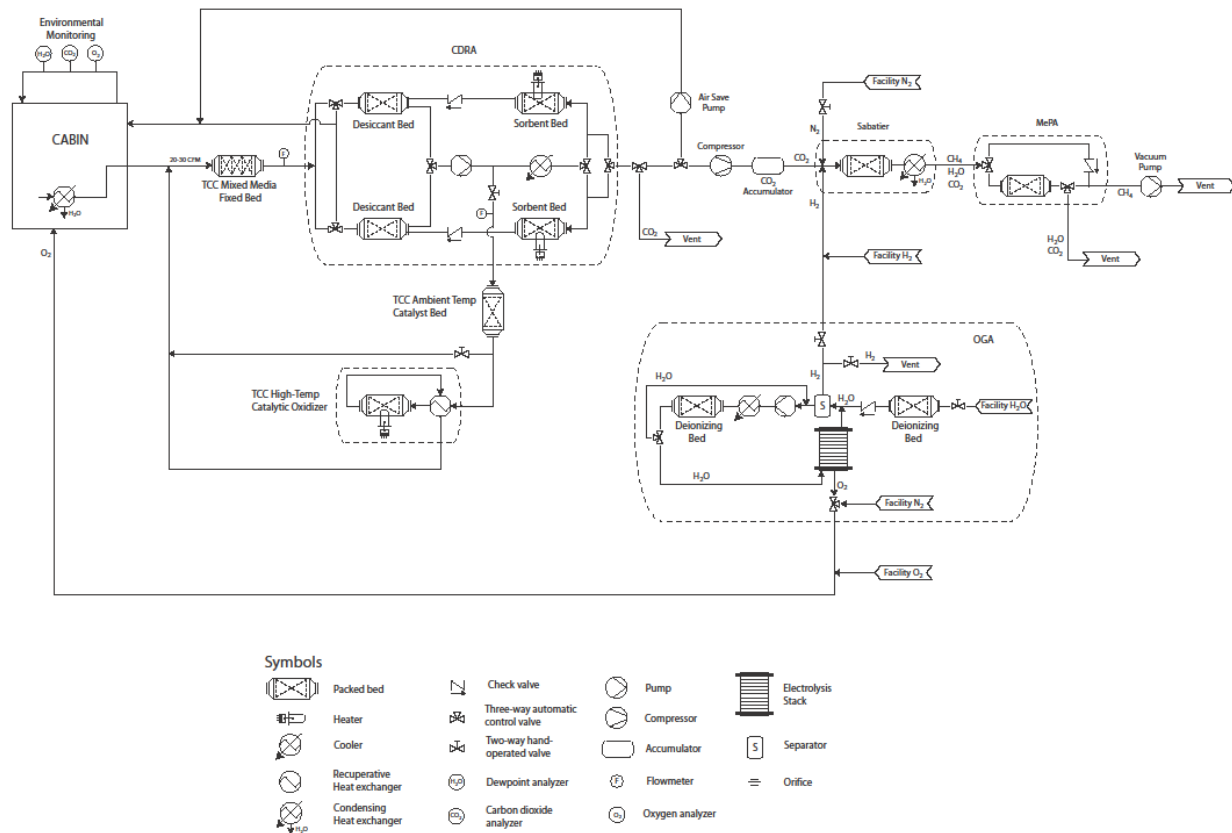 Environmental
Monitoring
H₂O
CO₂
O₂
CABIN
H₂O
O₂
20-30 CFM
TCC Mixed Media
Fixed Bed
F
CDRA
Desiccant Bed
Sorbent Bed
F
Desiccant Bed
Sorbent Bed
TCC Ambient Temp
Catalyst Bed
TCC High-Temp
Catalytic Oxidizer
Air Save
Pump
Compressor
CO₂
Accumulator
CO₂
CO₂
Vent
Facility N₂
N₂
Sabatier
H₂O
CH₄
H₂O
CO₂
H₂
Facility H₂
MePA
CH₄
Vacuum
Pump
Vent
H₂O
CO₂
Vent
OGA
H₂
H₂
Vent
H₂O
Deionizing
Bed
S
H₂O
Deionizing
Bed
Facility H₂O
H₂O
O₂
Facility N₂
Facility O₂
Symbols
Packed bed
Heater
Cooler
Recuperative
Heat exchanger
Condensing
Heat exchanger
H₂O
Check valve
Three-way automatic
control valve
Two-way hand-
operated valve
H₂O
Dewpoint analyzer
CO₂
Carbon dioxide
analyzer
Pump
Compressor
Accumulator
F
Flowmeter
O₂
Oxygen analyzer
Electrolysis
Stack
S
Separator
Orifice